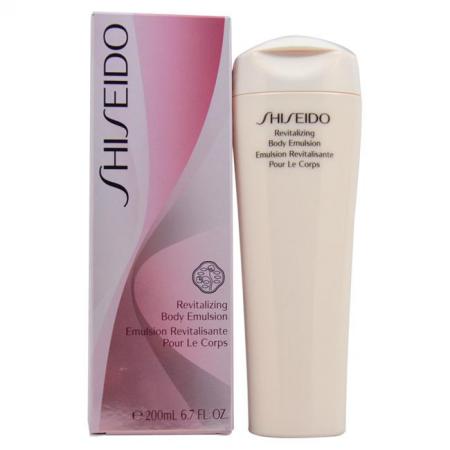 SHISEIDO
Revitalizing
Body Emulsion
Emulsion Revitalisante
Pour Le Corps
℮200mL 6.7 FL.OZ.
SHISEIDO
Revitalizing
Body Emulsion
Emulsion Revitalisante
Pour Le Corps